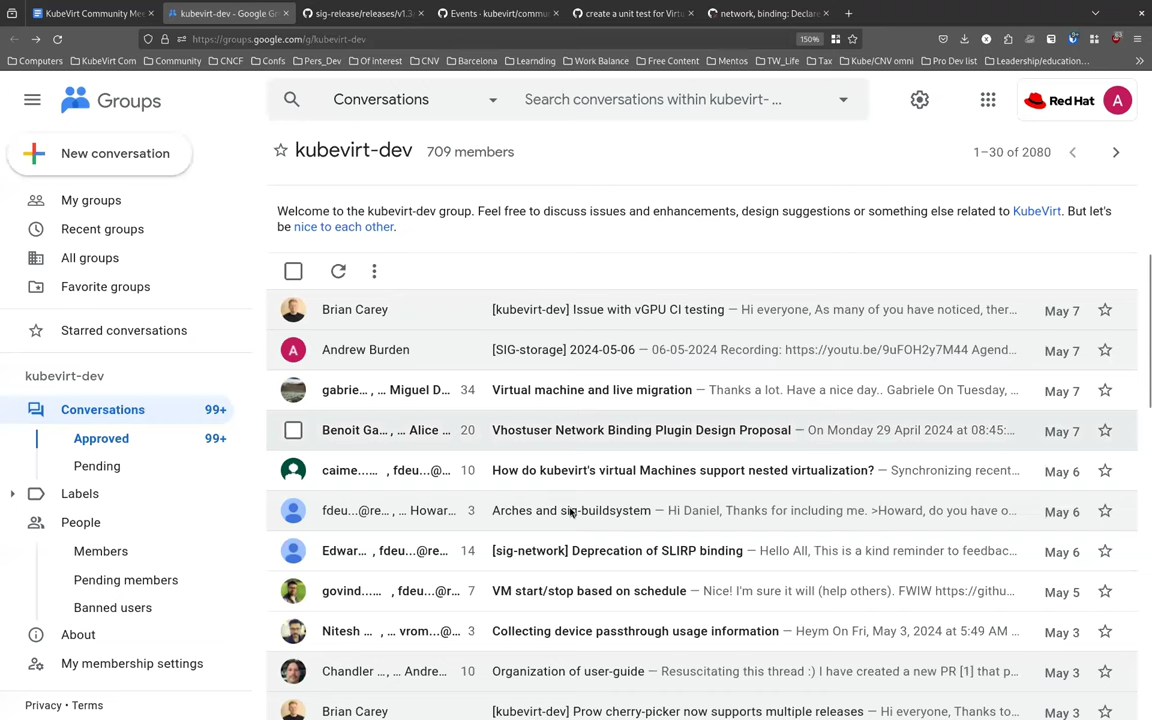 KubeVirt Community Mee
kubevirt-dev - Google Gr
sig-release/releases/v1.3
Events · kubevirt/commu
create a unit test for Virtu
network, binding: Declare
https://groups.google.com/g/kubevirt-dev
150%
Computers
KubeVirt Com
Community
CNCF
Confs
Pers_Dev
Of interest
CNV
Barcelona
Learnding
Work Balance
Free Content
Mentos
TW_Life
Tax
Kube/CNV omni
Pro Dev list
Leadership/education…
Groups
Conversations
Search conversations within kubevirt- ...
Red Hat
A
New conversation
kubevirt-dev 709 members
1–30 of 2080
My groups
Recent groups
All groups
Favorite groups
Starred conversations
kubevirt-dev
Conversations 99+
Approved 99+
Pending
Labels
People
Members
Pending members
Banned users
About
My membership settings
Privacy • Terms
Welcome to the kubevirt-dev group. Feel free to discuss issues and enhancements, design suggestions or something else related to KubeVirt. But let's
be nice to each other.
Brian Carey [kubevirt-dev] Issue with vGPU CI testing — Hi everyone, As many of you have noticed, ther… May 7
A Andrew Burden [SIG-storage] 2024-05-06 — 06-05-2024 Recording: https://youtu.be/9uFOH2y7M44 Agend… May 7
gabrie… , … Miguel D… 34 Virtual machine and live migration — Thanks a lot. Have a nice day.. Gabriele On Tuesday, … May 7
Benoit Ga… , … Alice … 20 Vhostuser Network Binding Plugin Design Proposal — On Monday 29 April 2024 at 08:45:… May 7
caime…… , fdeu…@… 10 How do kubevirt's virtual Machines support nested virtualization? — Synchronizing recent… May 6
fdeu…@re… , … Howar… 3 Arches and sig-buildsystem — Hi Daniel, Thanks for including me. >Howard, do you have o… May 6
Edwar… , fdeu…@re… 14 [sig-network] Deprecation of SLIRP binding — Hello All, This is a kind reminder to feedbac… May 6
govind…… , fdeu…@r… 7 VM start/stop based on schedule — Nice! I'm sure it will (help others). FWIW https://githu… May 5
Nitesh … , … vrom…@… 3 Collecting device passthrough usage information — Heym On Fri, May 3, 2024 at 5:49 AM … May 3
Chandler … , … Andre… 10 Organization of user-guide — Resuscitating this thread :) I have created a new PR [1] that p… May 3
Brian Carey [kubevirt-dev] Prow cherry-picker now supports multiple releases — Hi everyone, Thanks to… May 3